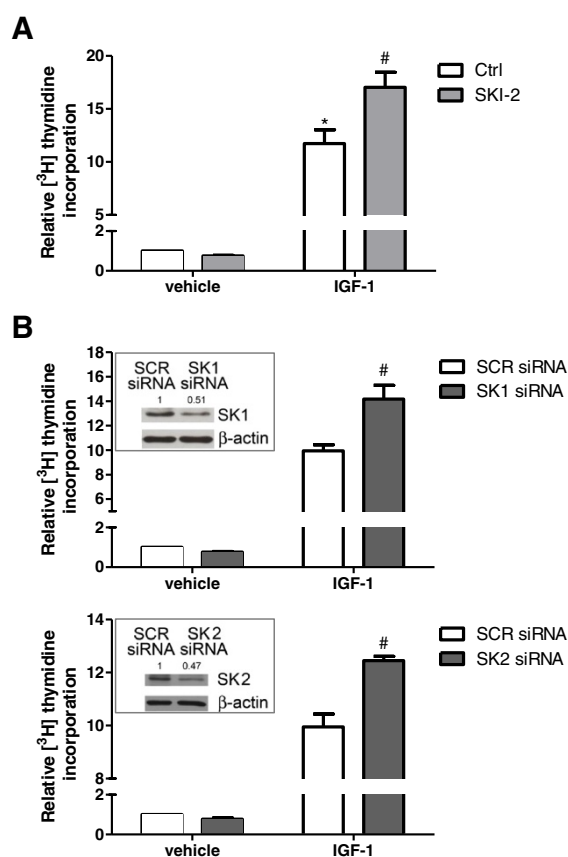 A
Relative [³H] thymidine
incorporation
20
15
10
5
2
0
*
#
vehicle
IGF-1
Ctrl
SKI-2
B
Relative [³H] thymidine
incorporation
18
16
14
12
10
8
6
4
2
0
SCR SK1
siRNA siRNA
1 0.51
SK1
β-actin
#
vehicle
IGF-1
SCR siRNA
SK1 siRNA
Relative [³H] thymidine
incorporation
14
12
10
8
2
0
SCR SK2
siRNA siRNA
1 0.47
SK2
β-actin
#
vehicle
IGF-1
SCR siRNA
SK2 siRNA